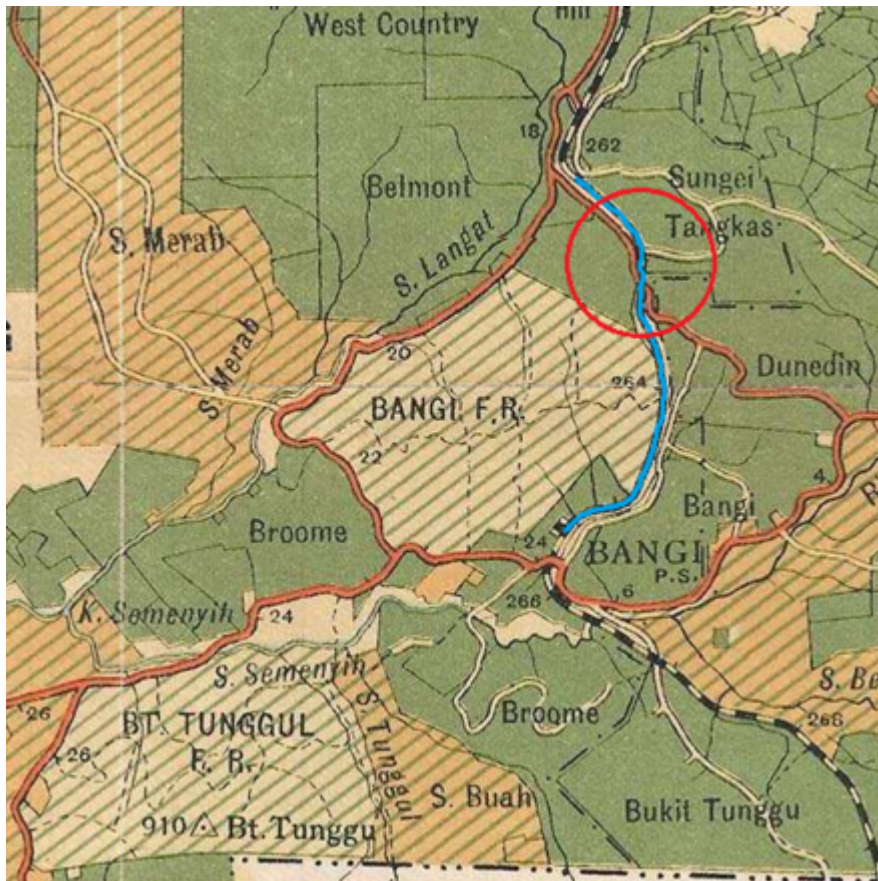 West Country
Hill
18
262
Belmont
Sungei
Tangkas
S. Merab
S. Langat
20
S. Merab
Dunedin
264
BANGI F.R.
22
4
Bangi
Broome
24
BANGI
P.S.
6
266
K. Semenyih
24
S. Semenyih
S. Be
26
BT. TUNGGUL
F. R.
26
S. Tunggul
Broome
268
S. Buah
Bukit Tunggu
910 Bt. Tunggu